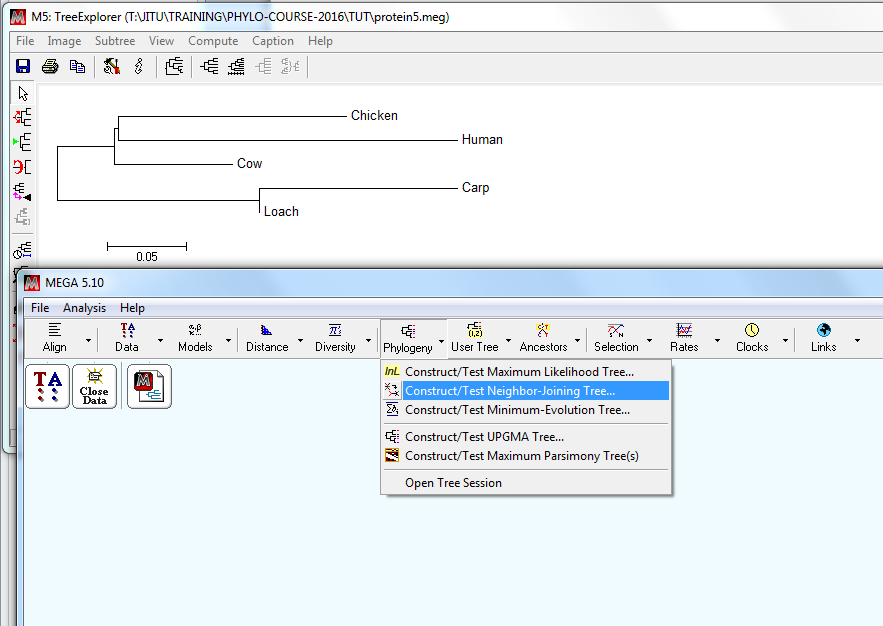 M5: TreeExplorer (T:\JITU\TRAINING\PHYLO-COURSE-2016\TUT\protein5.meg)
File Image Subtree View Compute Caption Help
Chicken
Human
Cow
Carp
Loach
0.05
MEGA 5.10
File Analysis Help
Align Data Models Distance Diversity Phylogeny User Tree Ancestors Selection Rates Clocks Links
TA
Close
Data
M
lnL Construct/Test Maximum Likelihood Tree...
Construct/Test Neighbor-Joining Tree...
Construct/Test Minimum-Evolution Tree...
Construct/Test UPGMA Tree...
Construct/Test Maximum Parsimony Tree(s)
Open Tree Session